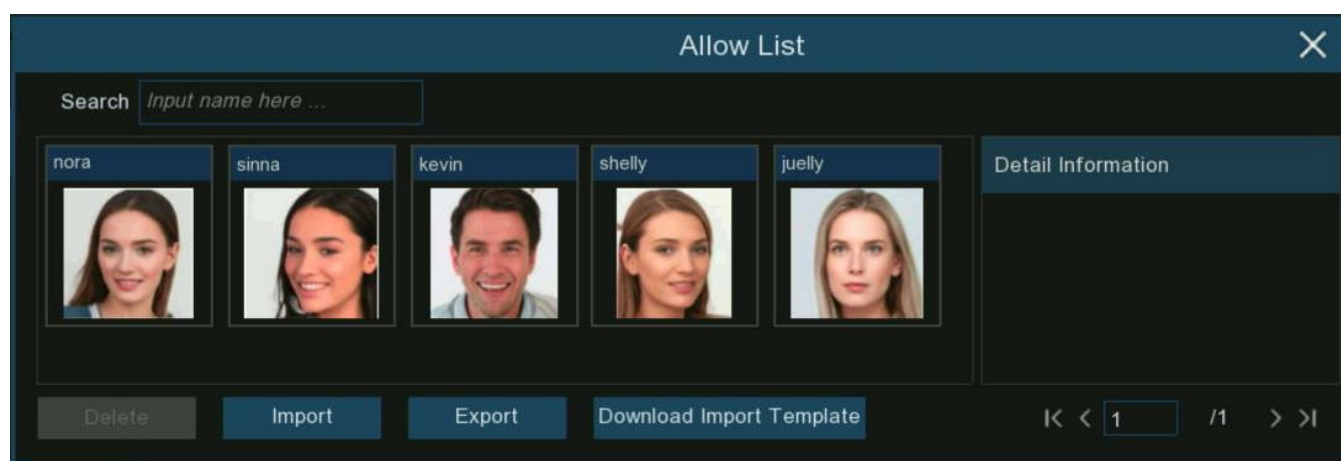 Allow List
Search Input name here ...
nora sinna kevin shelly juelly Detail Information
Delete Import Export Download Import Template 1 /1